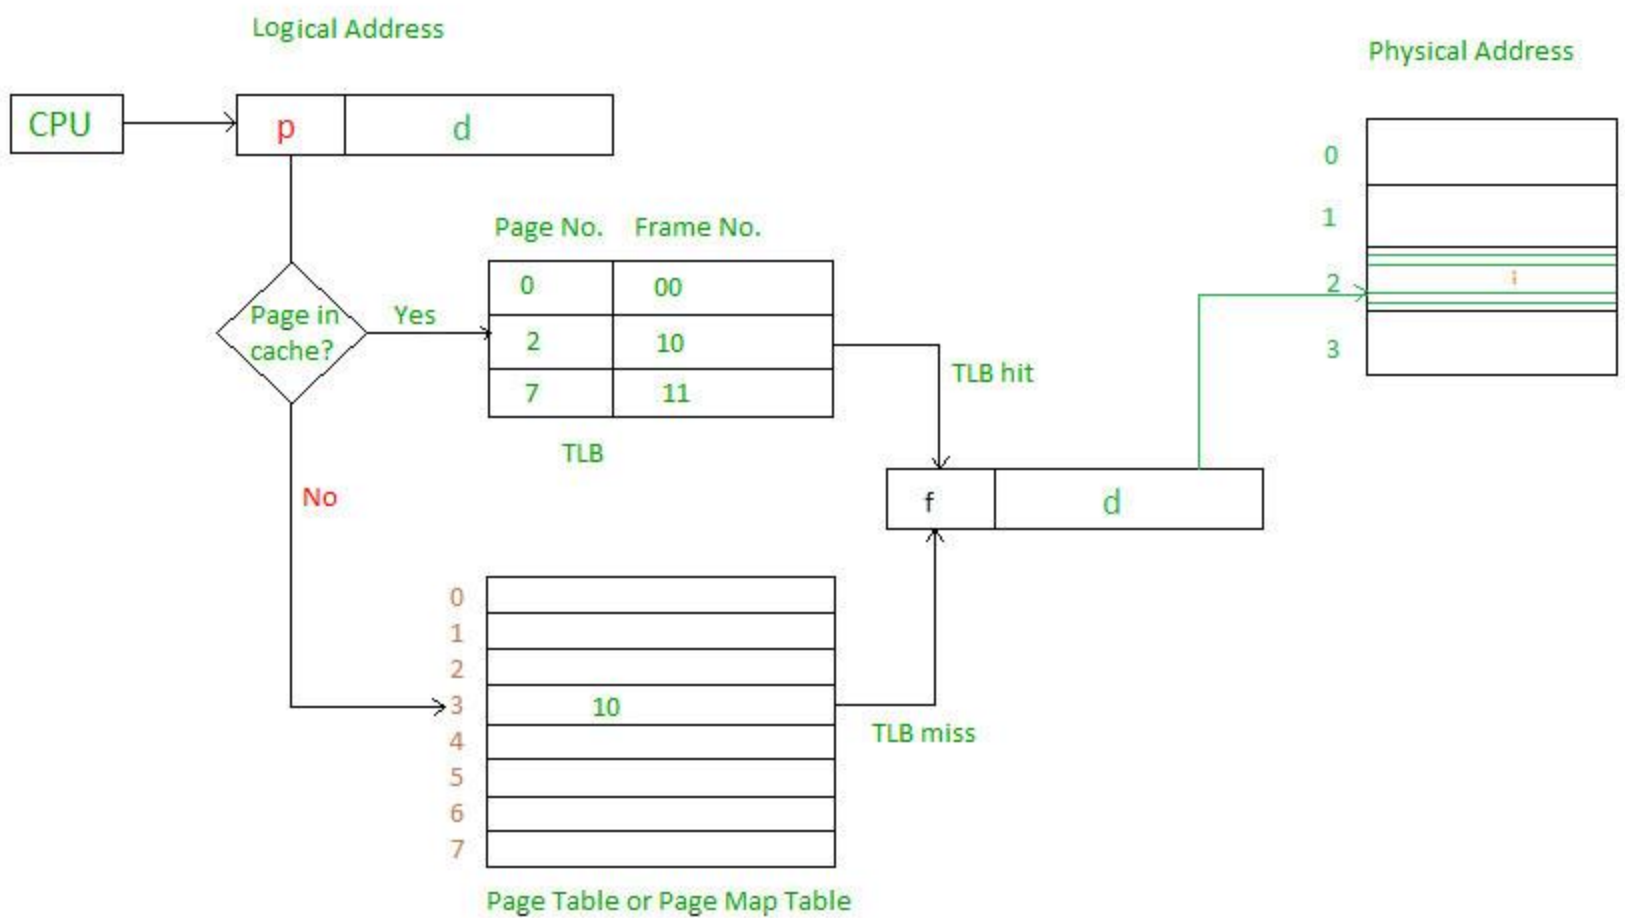 Logical Address
Physical Address
CPU
p
d
0
1
2
3
i
Page No. Frame No.
0 00
2 10
7 11
TLB
Page in
cache?
Yes
No
TLB hit
f
d
0
1
2
3 10
4
5
6
7
TLB miss
Page Table or Page Map Table